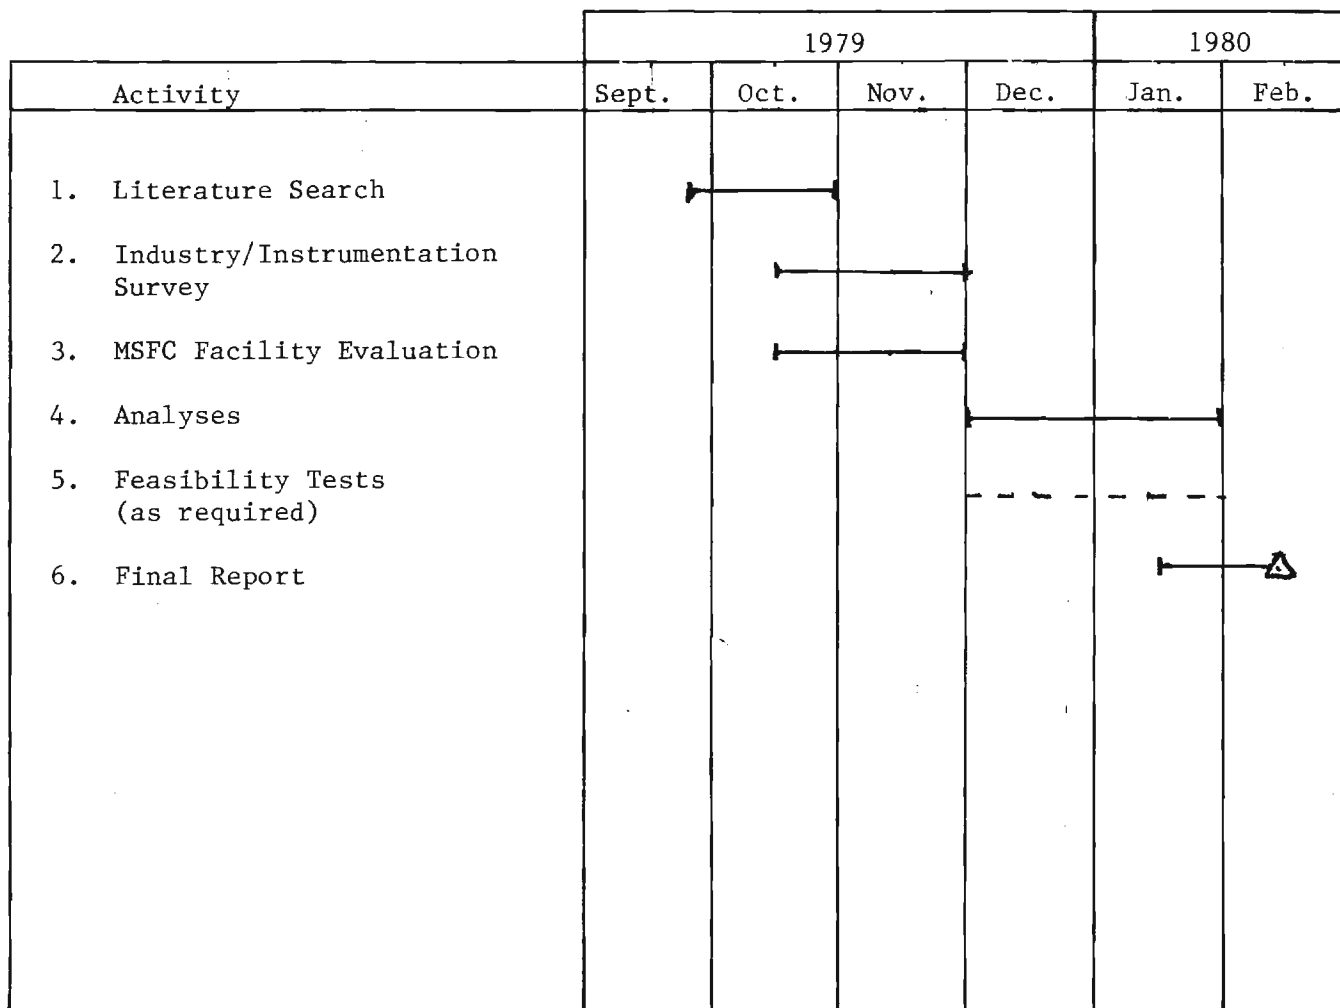 1979 1980
Activity Sept. Oct. Nov. Dec. Jan. Feb.
1. Literature Search
2. Industry/Instrumentation
Survey
3. MSFC Facility Evaluation
4. Analyses
5. Feasibility Tests
(as required)
6. Final Report